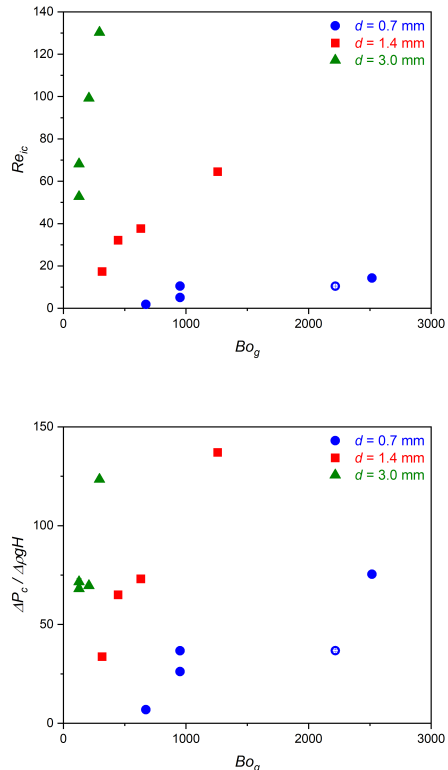 140
120
100
80
60
40
20
0
Re_ic
d = 0.7 mm
d = 1.4 mm
d = 3.0 mm
0 1000 2000 3000
Bo_g
150
100
50
0
ΔP_c / ΔρgH
d = 0.7 mm
d = 1.4 mm
d = 3.0 mm
0 1000 2000 3000
Bo_g